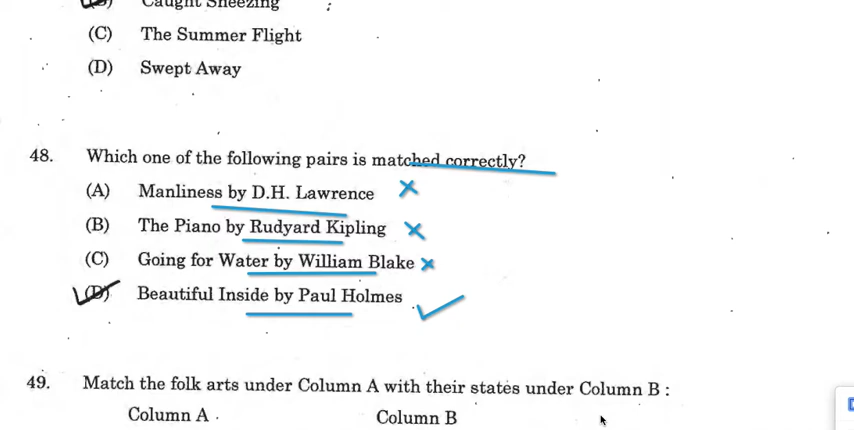 Caught Sneezing
(C) The Summer Flight
(D) Swept Away
48. Which one of the following pairs is matched correctly?
(A) Manliness by D.H. Lawrence
(B) The Piano by Rudyard Kipling
(C) Going for Water by William Blake
(D) Beautiful Inside by Paul Holmes
49. Match the folk arts under Column A with their states under Column B :
Column A Column B